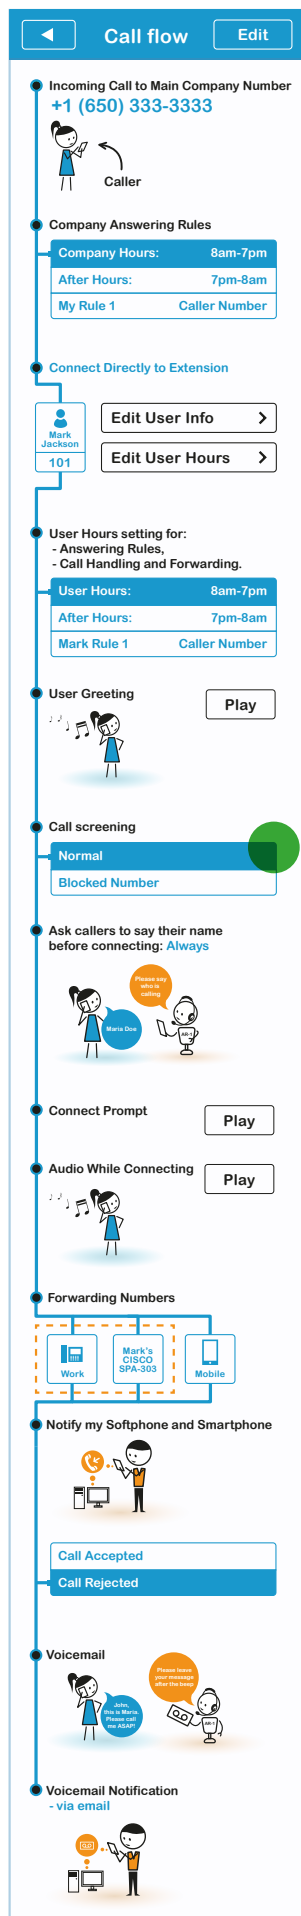 Call flow
Edit
Incoming Call to Main Company Number
+1 (650) 333-3333
Caller
Company Answering Rules
Company Hours: 8am-7pm
After Hours: 7pm-8am
My Rule 1 Caller Number
Connect Directly to Extension
Mark
Jackson
101
Edit User Info
Edit User Hours
User Hours setting for:
- Answering Rules,
- Call Handling and Forwarding.
User Hours: 8am-7pm
After Hours: 7pm-8am
Mark Rule 1 Caller Number
User Greeting
Play
Call screening
Normal
Blocked Number
Ask callers to say their name
before connecting: Always
Please say
who is
calling
Maria Doe
AR-1
Connect Prompt
Play
Audio While Connecting
Play
Forwarding Numbers
Work
Mark's
CISCO
SPA-303
Mobile
Notify my Softphone and Smartphone
Call Accepted
Call Rejected
Voicemail
Please leave
your message
after the beep
John,
this is Maria.
Please call
me ASAP!
AR-1
Voicemail Notification
- via email